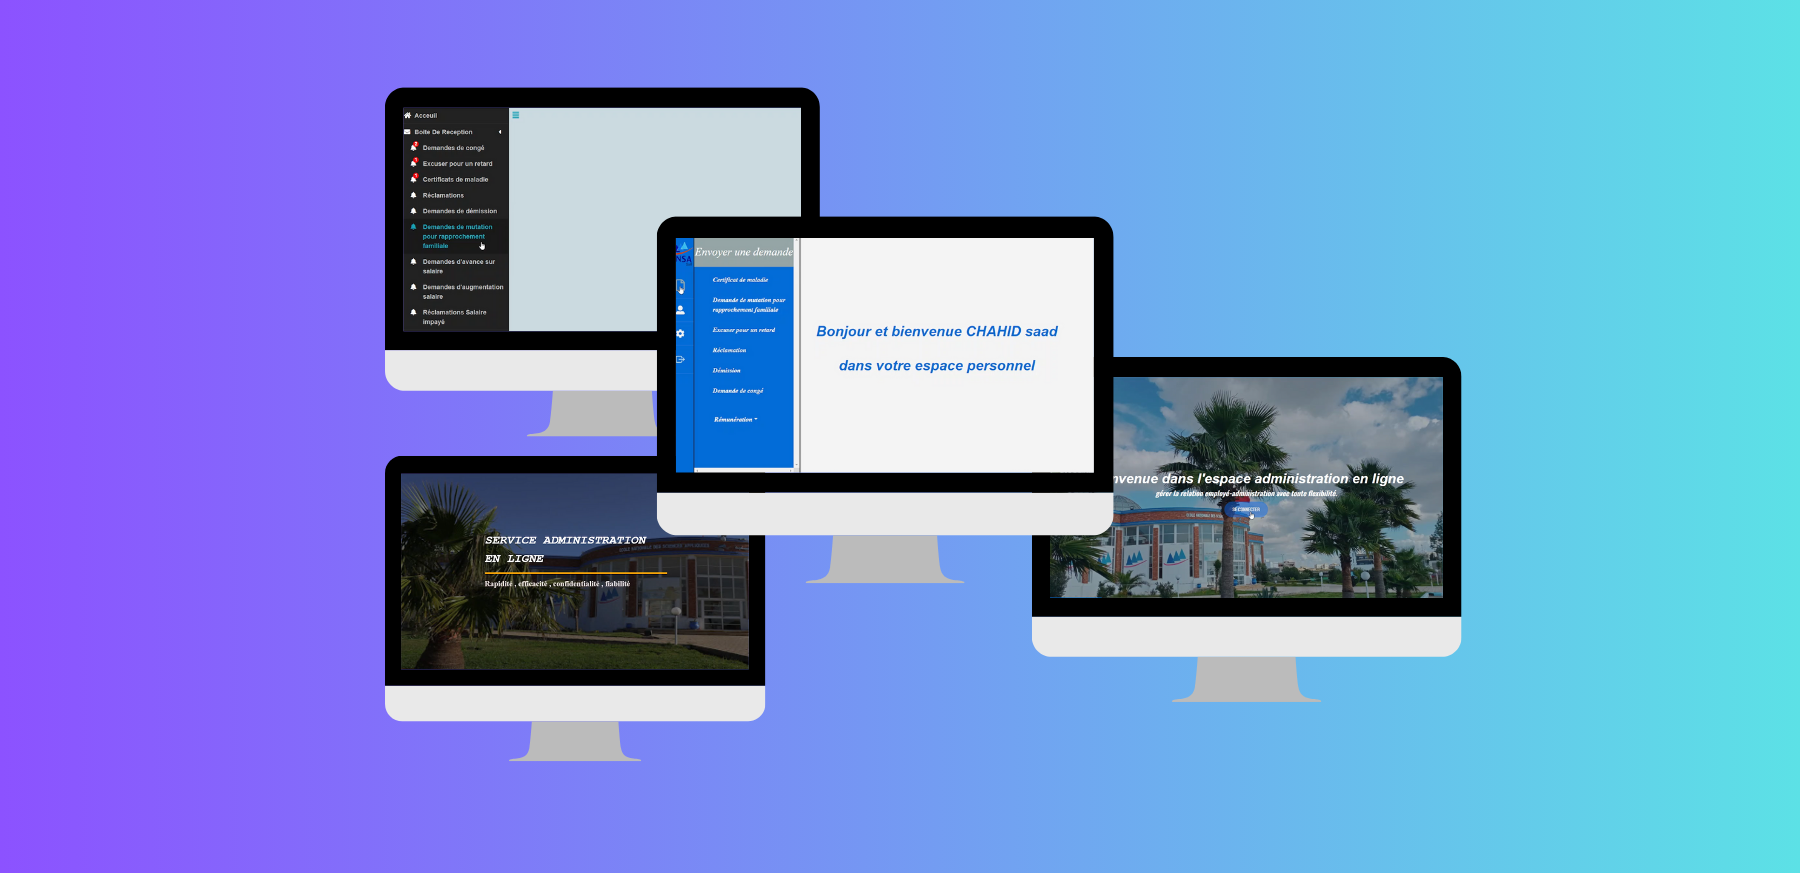 Acceuil
Boite De Reception
Demandes de congé
Excuser pour un retard
Certificats de maladie
Réclamations
Demandes de démission
Demandes de mutation
pour rapprochement
familiale
Demandes d'avance sur
salaire
Demandes d'augmentation
salaire
Réclamations Salaire
impayé
Envoyer une demande
Certificat de maladie
Demande de mutation pour
rapprochement familiale
Excuser pour un retard
Réclamation
Démission
Demande de congé
Rémunération
Bonjour et bienvenue CHAHID saad
dans votre espace personnel
SERVICE ADMINISTRATION
EN LIGNE
Rapidité , efficacité , confidentialité , fiabilité
nvenue dans l'espace administration en ligne
gérer la relation employé-administration avec toute flexibilité.
SECONNECTER